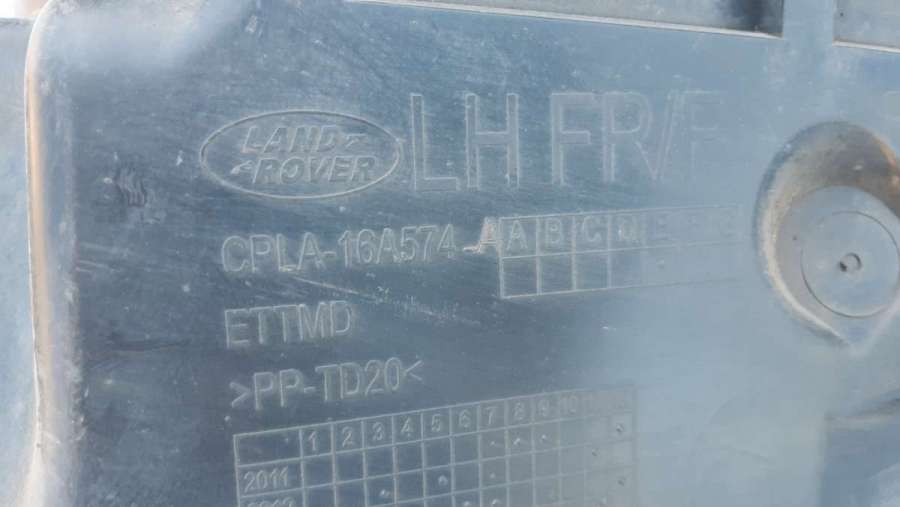 LAND ROVER
LH FR/F
CPLA-16A574-A A B C D E
ETTMD
>PP-TD20<
1 2 3 4 5 6 7 8 9 10
2011